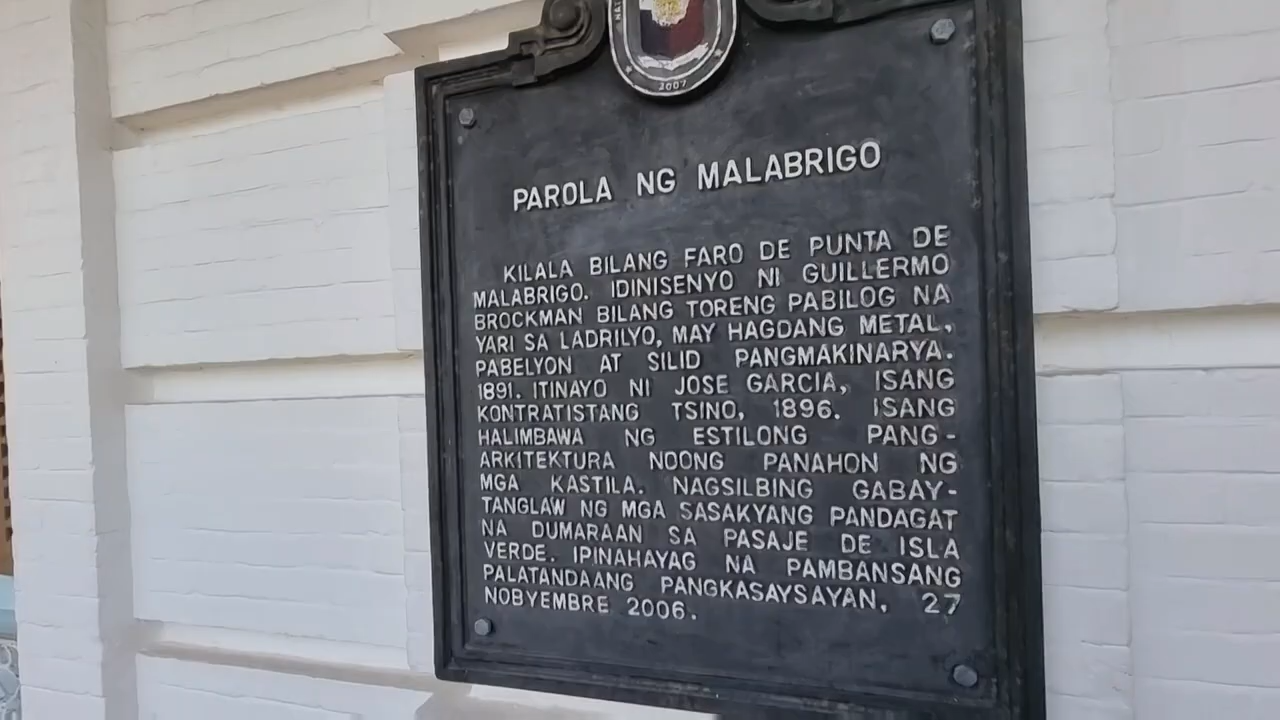 2007
PAROLA NG MALABRIGO
KILALA BILANG FARO DE PUNTA DE
MALABRIGO. IDINISENYO NI GUILLERMO
BROCKMAN BILANG TORENG PABILOG NA
YARI SA LADRILYO, MAY HAGDANG METAL,
PABELYON AT SILID PANGMAKINARYA.
1891. ITINAYO NI JOSE GARCIA, ISANG
KONTRATISTANG TSINO, 1896. ISANG
HALIMBAWA NG ESTILONG PANG-
ARKITEKTURA NOONG PANAHON NG
MGA KASTILA. NAGSILBING GABAY-
TANGLAW NG MGA SASAKYANG PANDAGAT
NA DUMARAAN SA PASAJE DE ISLA
VERDE. IPINAHAYAG NA PAMBANSANG
PALATANDAANG PANGKASAYSAYAN, 27
NOBYEMBRE 2006.